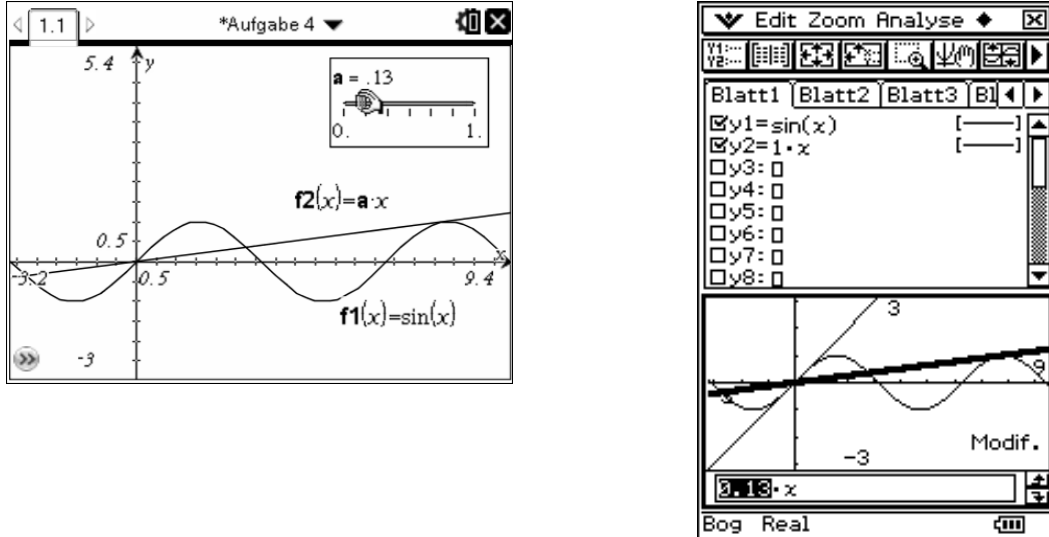 1.1 *Aufgabe 4
5.4 y
a = .13
0. 1.
f2(x)=a·x
0.5
x
-3.2 0.5 9.4
f1(x)=sin(x)
-3
Edit Zoom Analyse
Blatt1 Blatt2 Blatt3 Bl
y1=sin(x) [——]
y2=1·x [——]
y3:
y4:
y5:
y6:
y7:
y8:
3
9
-3
Modif.
0.13·x
Bog Real